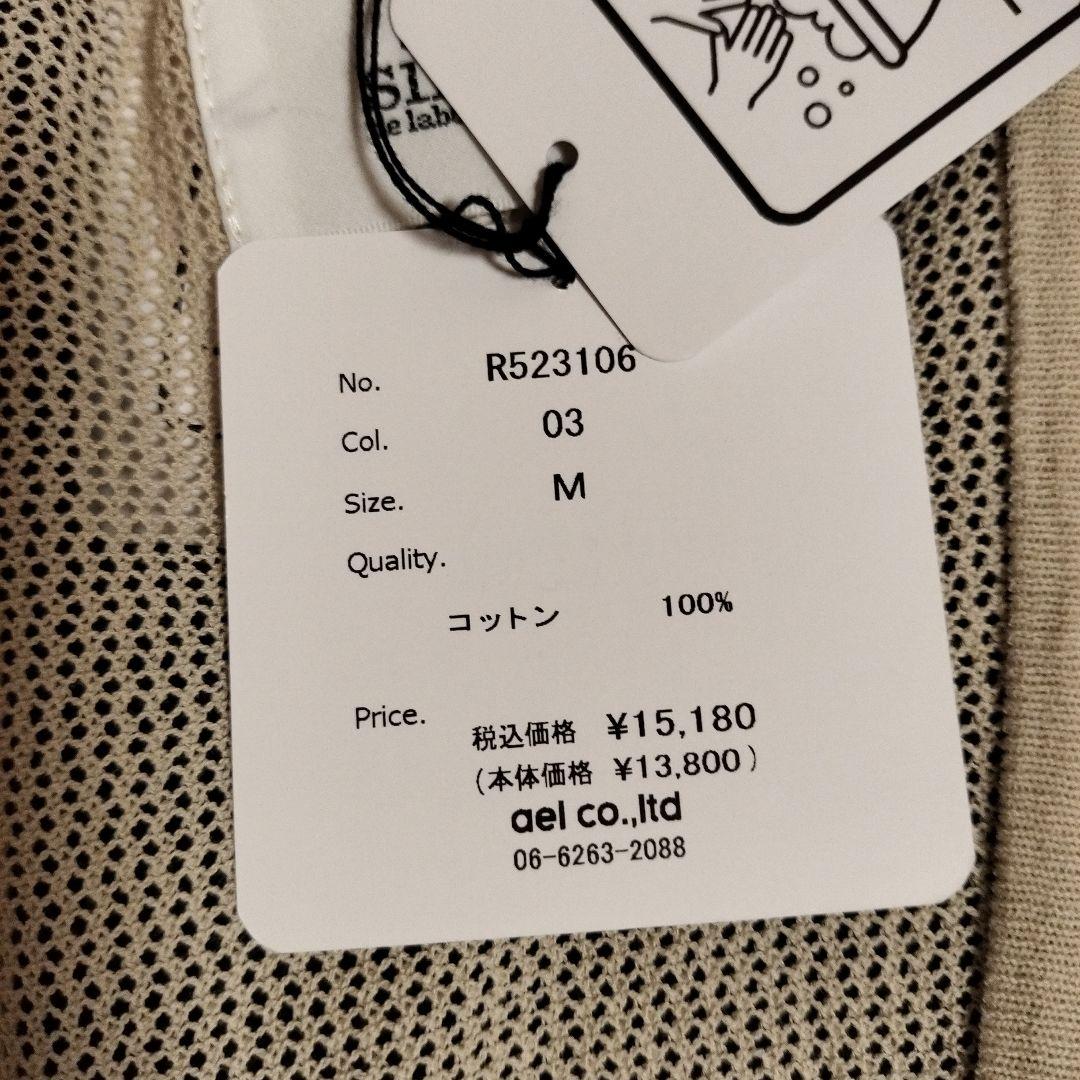 No. R523106
Col. 03
Size. M
Quality.
コットン 100%
Price. 税込価格 ¥15,180
(本体価格 ¥13,800)
ael co.,ltd
06-6263-2088